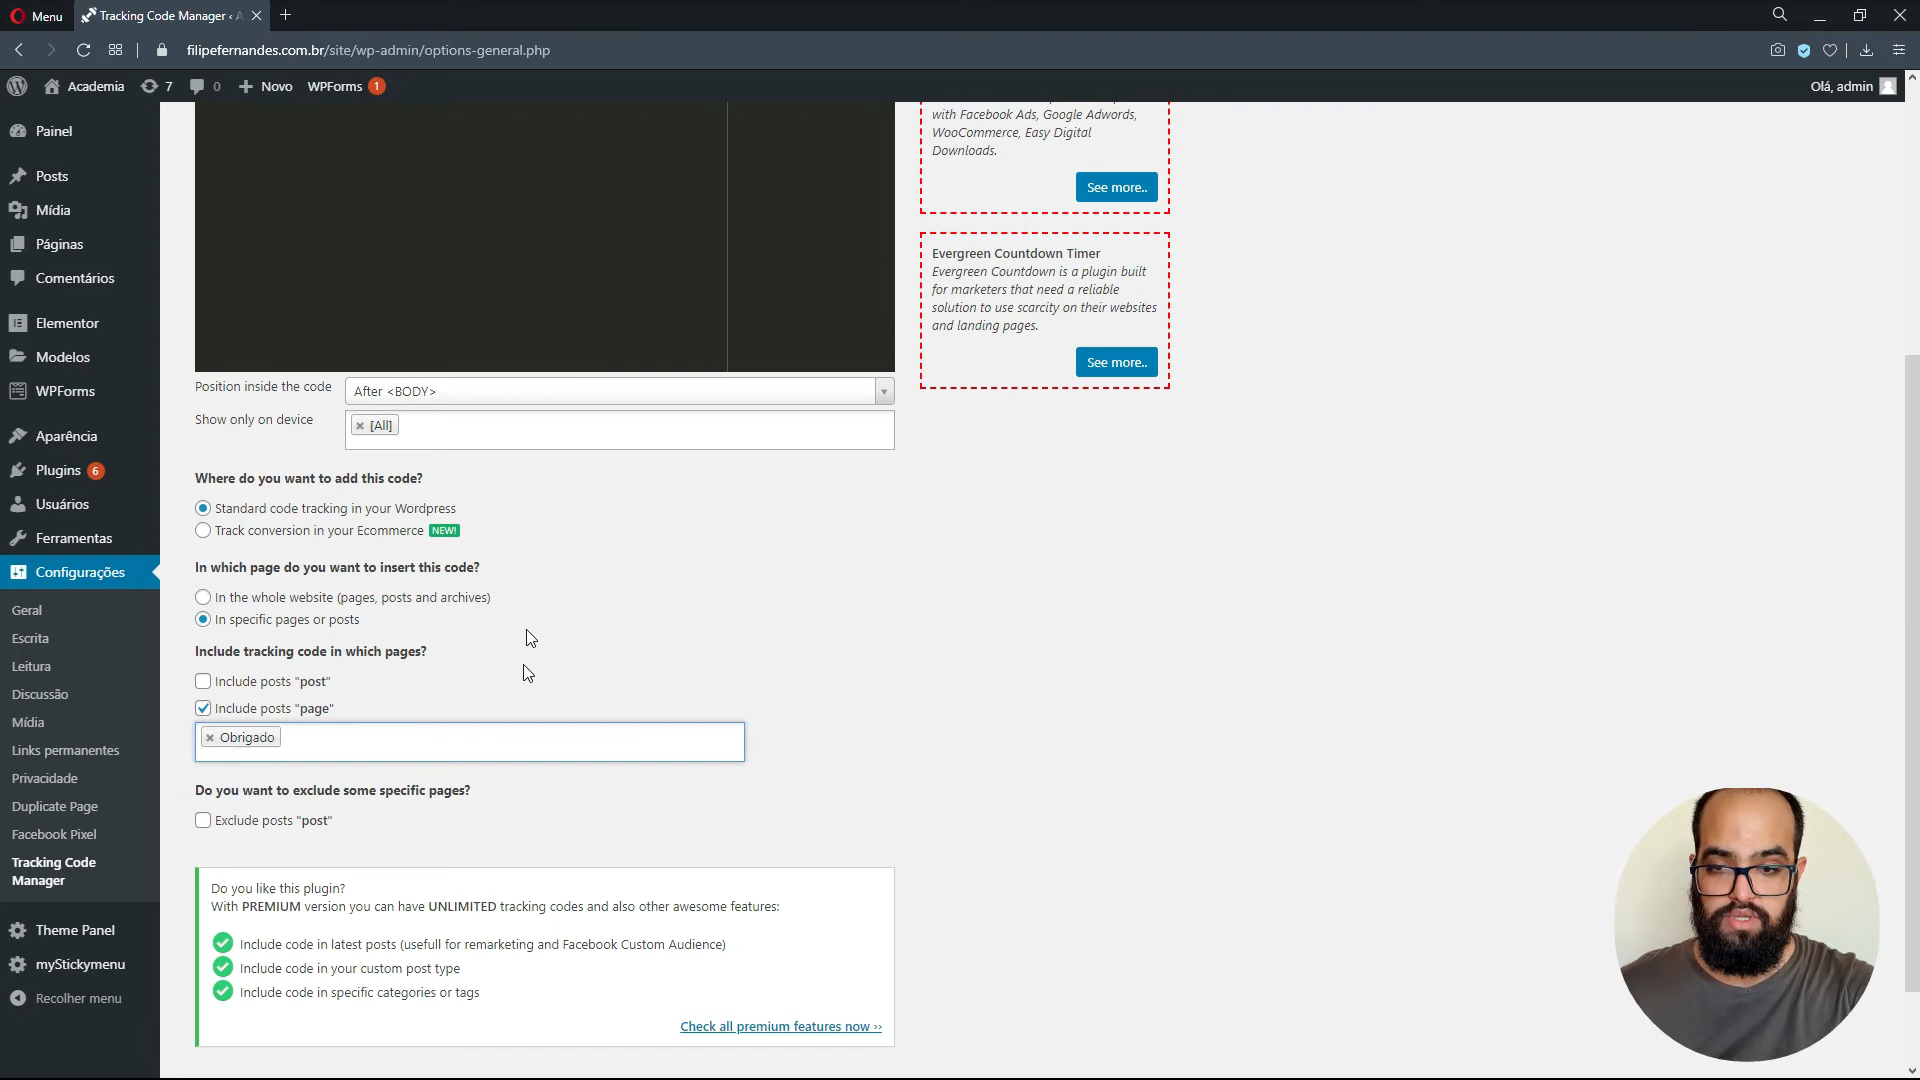 Menu
Tracking Code Manager ‹ A
filipefernandes.com.br/site/wp-admin/options-general.php
Academia
7
0
Novo
WPForms
1
Olá, admin
Painel
Posts
Mídia
Páginas
Comentários
Elementor
Modelos
WPForms
Aparência
Plugins 6
Usuários
Ferramentas
Configurações
Geral
Escrita
Leitura
Discussão
Mídia
Links permanentes
Privacidade
Duplicate Page
Facebook Pixel
Tracking Code
Manager
Theme Panel
myStickymenu
Recolher menu
with Facebook Ads, Google Adwords,
WooCommerce, Easy Digital
Downloads.
See more..
Evergreen Countdown Timer
Evergreen Countdown is a plugin built
for marketers that need a reliable
solution to use scarcity on their websites
and landing pages.
See more..
Position inside the code
After <BODY>
Show only on device
× [All]
Where do you want to add this code?
Standard code tracking in your Wordpress
Track conversion in your Ecommerce NEW!
In which page do you want to insert this code?
In the whole website (pages, posts and archives)
In specific pages or posts
Include tracking code in which pages?
Include posts "post"
Include posts "page"
× Obrigado
Do you want to exclude some specific pages?
Exclude posts "post"
Do you like this plugin?
With PREMIUM version you can have UNLIMITED tracking codes and also other awesome features:
Include code in latest posts (usefull for remarketing and Facebook Custom Audience)
Include code in your custom post type
Include code in specific categories or tags
Check all premium features now ››